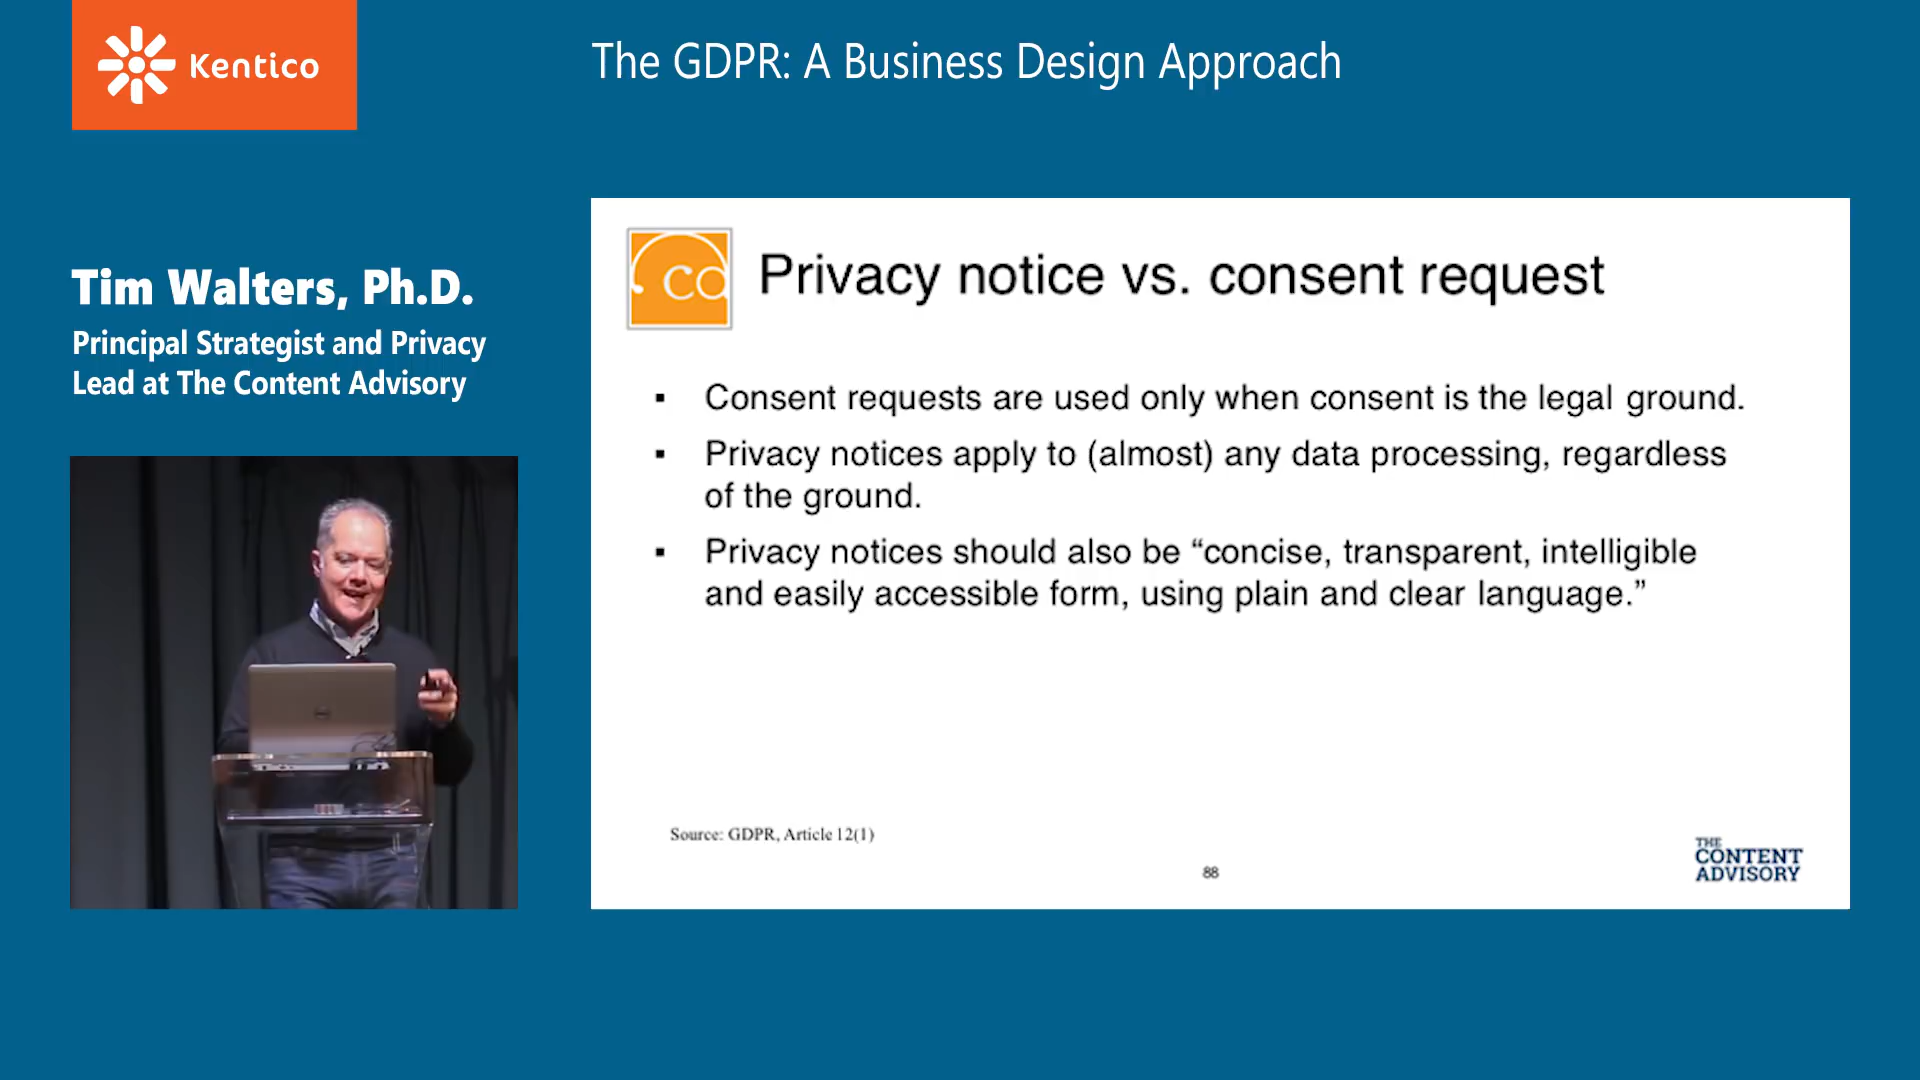 Kentico
The GDPR: A Business Design Approach
Tim Walters, Ph.D.
Principal Strategist and Privacy
Lead at The Content Advisory
ca
Privacy notice vs. consent request
▪ Consent requests are used only when consent is the legal ground.
▪ Privacy notices apply to (almost) any data processing, regardless
of the ground.
▪ Privacy notices should also be “concise, transparent, intelligible
and easily accessible form, using plain and clear language.”
Source: GDPR, Article 12(1)
88
THE
CONTENT
ADVISORY